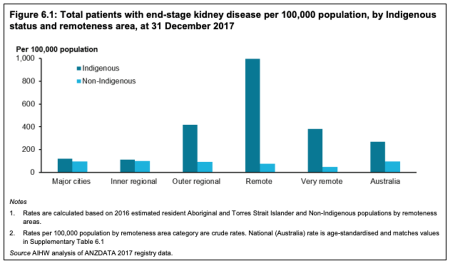 Figure 6.1: Total patients with end-stage kidney disease per 100,000 population, by Indigenous
status and remoteness area, at 31 December 2017
Per 100,000 population
1,000
Indigenous
Non-Indigenous
800
600
400
200
0
Major cities
Inner regional
Outer regional
Remote
Very remote
Australia
Notes
1. Rates are calculated based on 2016 estimated resident Aboriginal and Torres Strait Islander and Non-Indigenous populations by remoteness
areas.
2. Rates per 100,000 population by remoteness area category are crude rates. National (Australia) rate is age-standardised and matches values
in Supplementary Table 6.1
Source AIHW analysis of ANZDATA 2017 registry data.